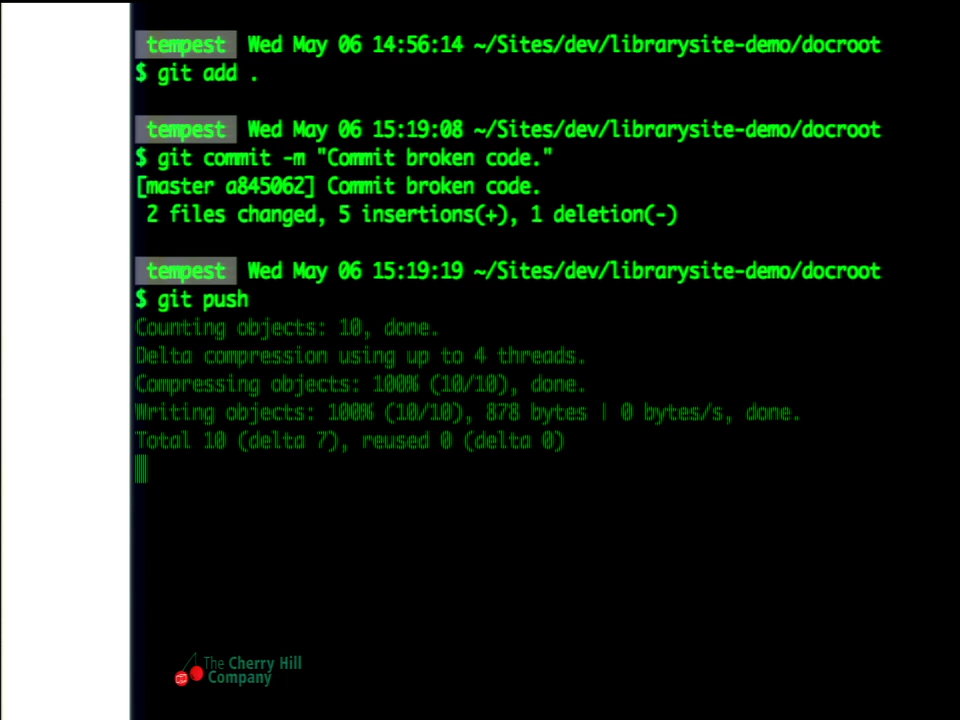 tempest Wed May 06 14:56:14 ~/Sites/dev/librarysite-demo/docroot
$ git add .
tempest Wed May 06 15:19:08 ~/Sites/dev/librarysite-demo/docroot
$ git commit -m "Commit broken code."
[master a845062] Commit broken code.
2 files changed, 5 insertions(+), 1 deletion(-)
tempest Wed May 06 15:19:19 ~/Sites/dev/librarysite-demo/docroot
$ git push
Counting objects: 10, done.
Delta compression using up to 4 threads.
Compressing objects: 100% (10/10), done.
Writing objects: 100% (10/10), 878 bytes | 0 bytes/s, done.
Total 10 (delta 7), reused 0 (delta 0)
The Cherry Hill
Company